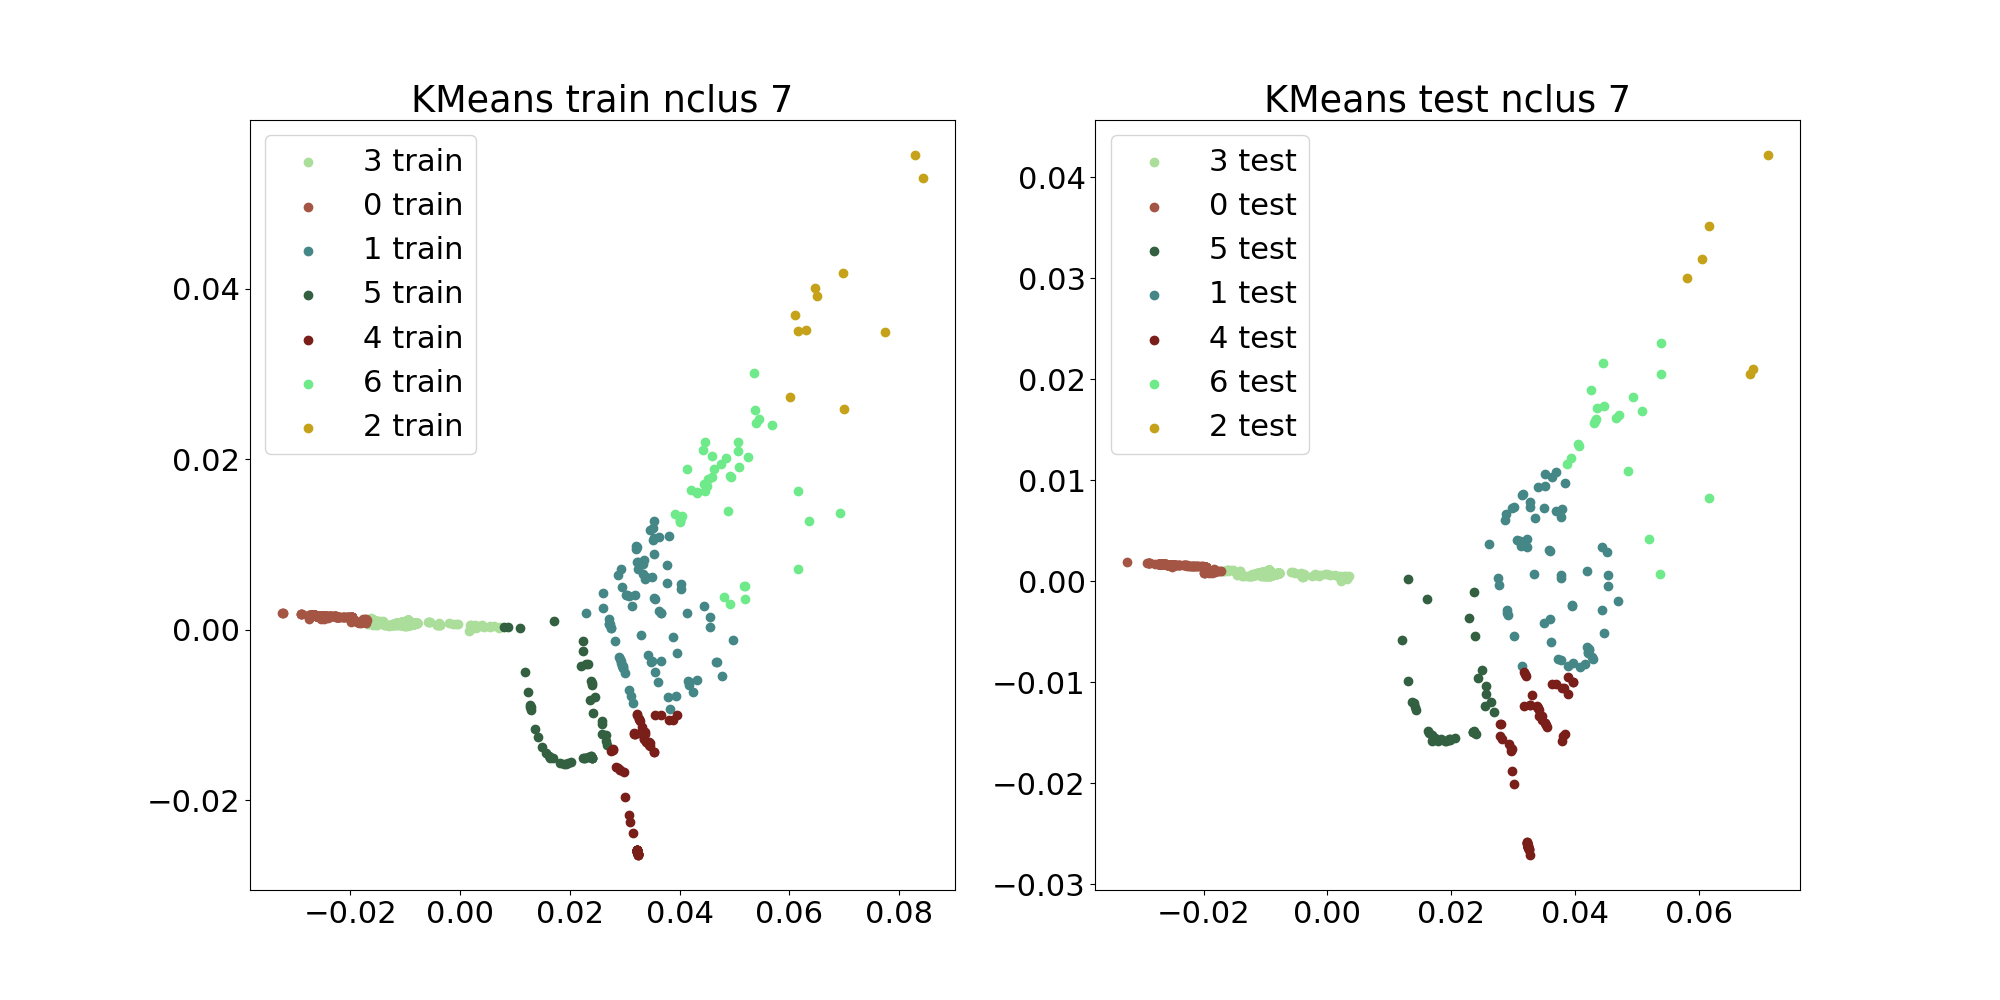 KMeans train nclus 7
3 train
0 train
1 train
5 train
4 train
6 train
2 train
0.04
0.02
0.00
−0.02
−0.02 0.00 0.02 0.04 0.06 0.08
KMeans test nclus 7
3 test
0 test
5 test
1 test
4 test
6 test
2 test
0.04
0.03
0.02
0.01
0.00
−0.01
−0.02
−0.03
−0.02 0.00 0.02 0.04 0.06